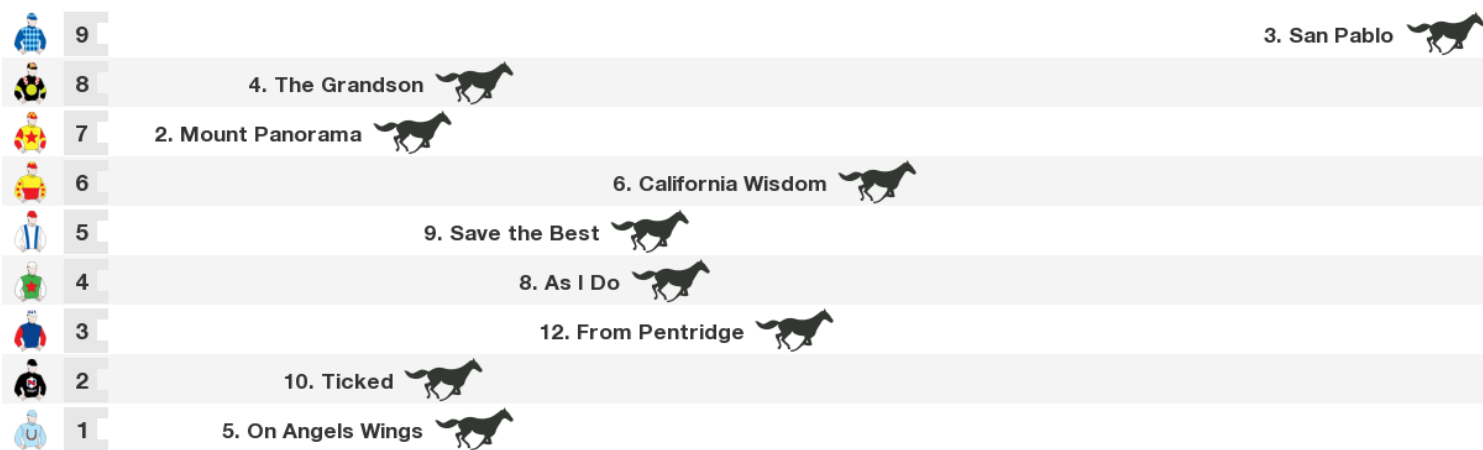 9 3. San Pablo
8 4. The Grandson
7 2. Mount Panorama
6 6. California Wisdom
5 9. Save the Best
4 8. As I Do
3 12. From Pentridge
2 10. Ticked
1 5. On Angels Wings